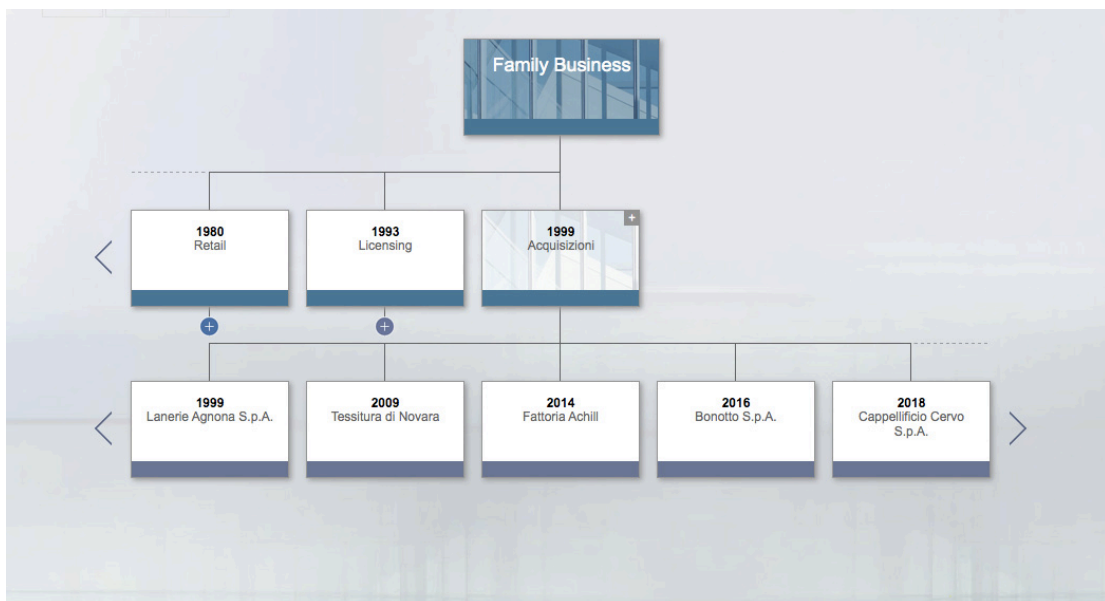 Family Business
1980
Retail
1993
Licensing
1999
Acquisizioni
1999
Lanerie Agnona S.p.A.
2009
Tessitura di Novara
2014
Fattoria Achill
2016
Bonotto S.p.A.
2018
Cappellificio Cervo
S.p.A.